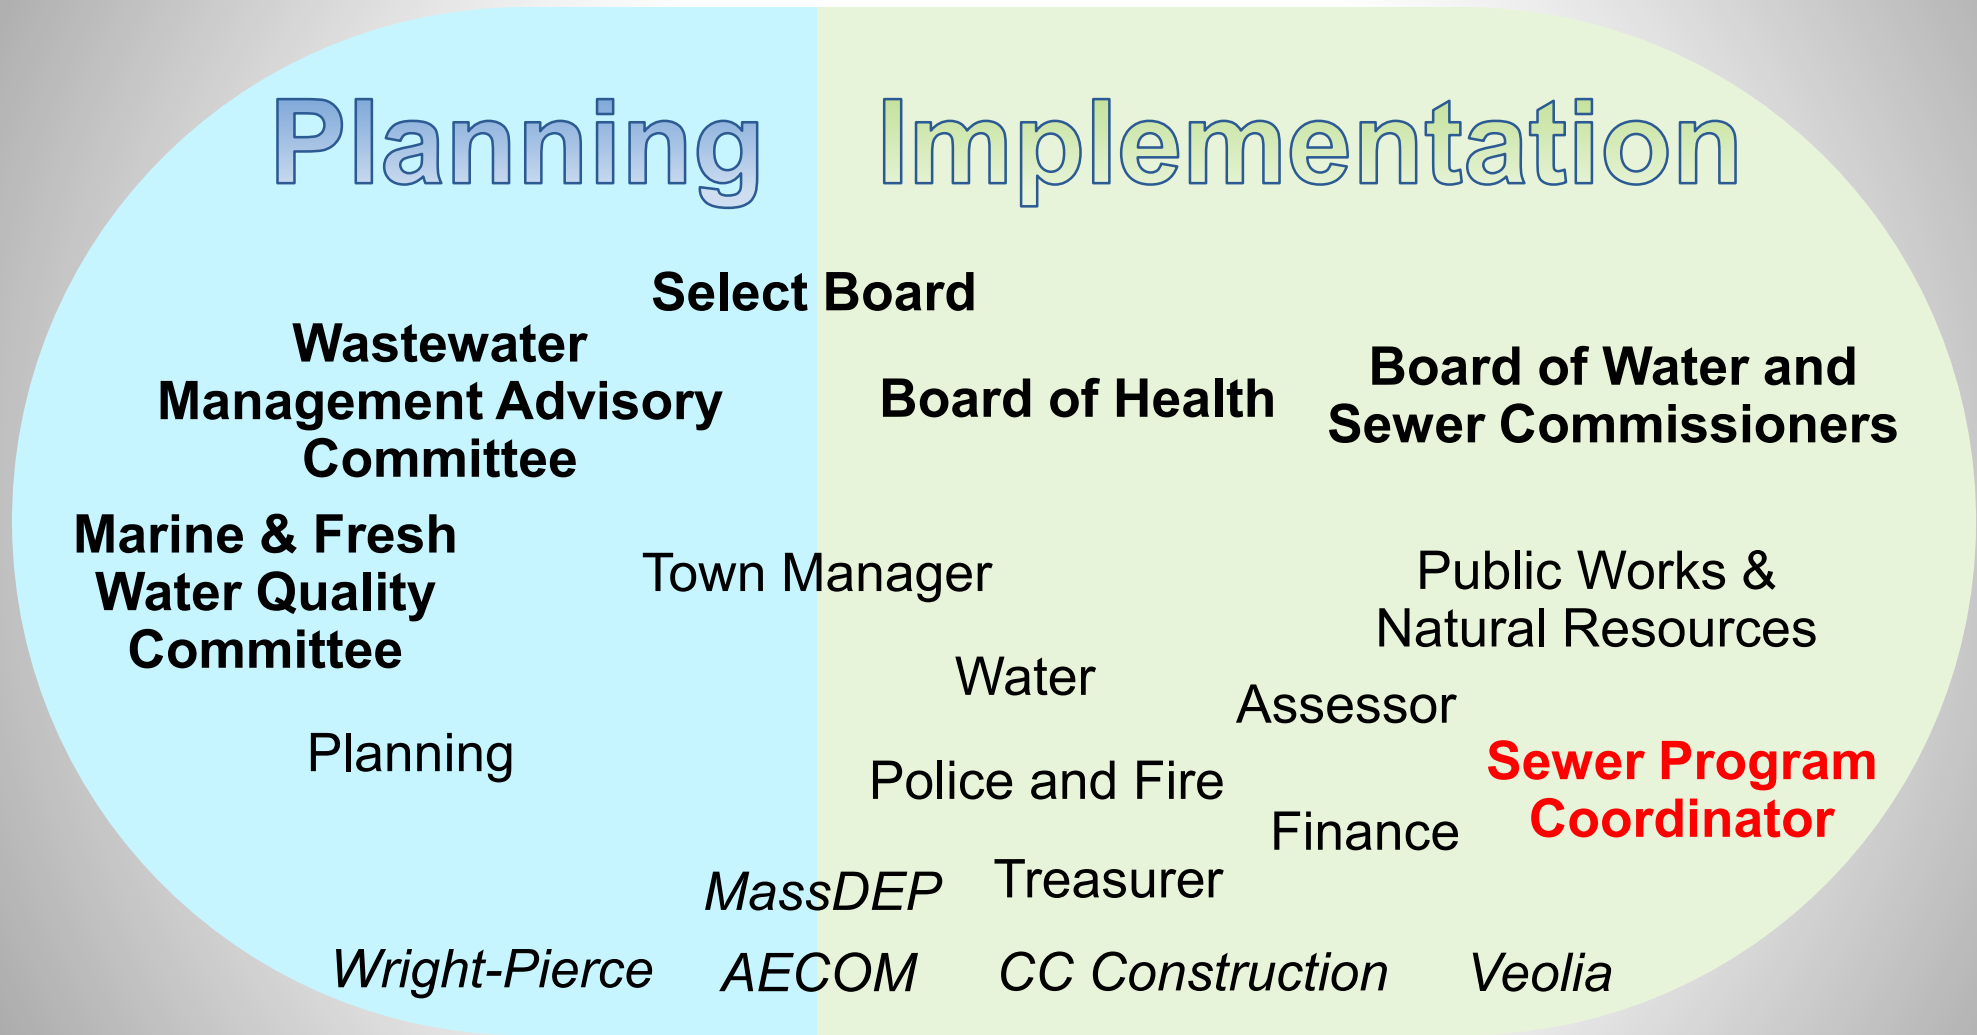 Planning Implementation
Select Board
Wastewater
Management Advisory
Committee
Board of Health
Board of Water and
Sewer Commissioners
Marine & Fresh
Water Quality
Committee
Town Manager
Public Works &
Natural Resources
Water
Assessor
Planning
Police and Fire
Sewer Program
Coordinator
Finance
MassDEP
Treasurer
Wright-Pierce
AECOM
CC Construction
Veolia